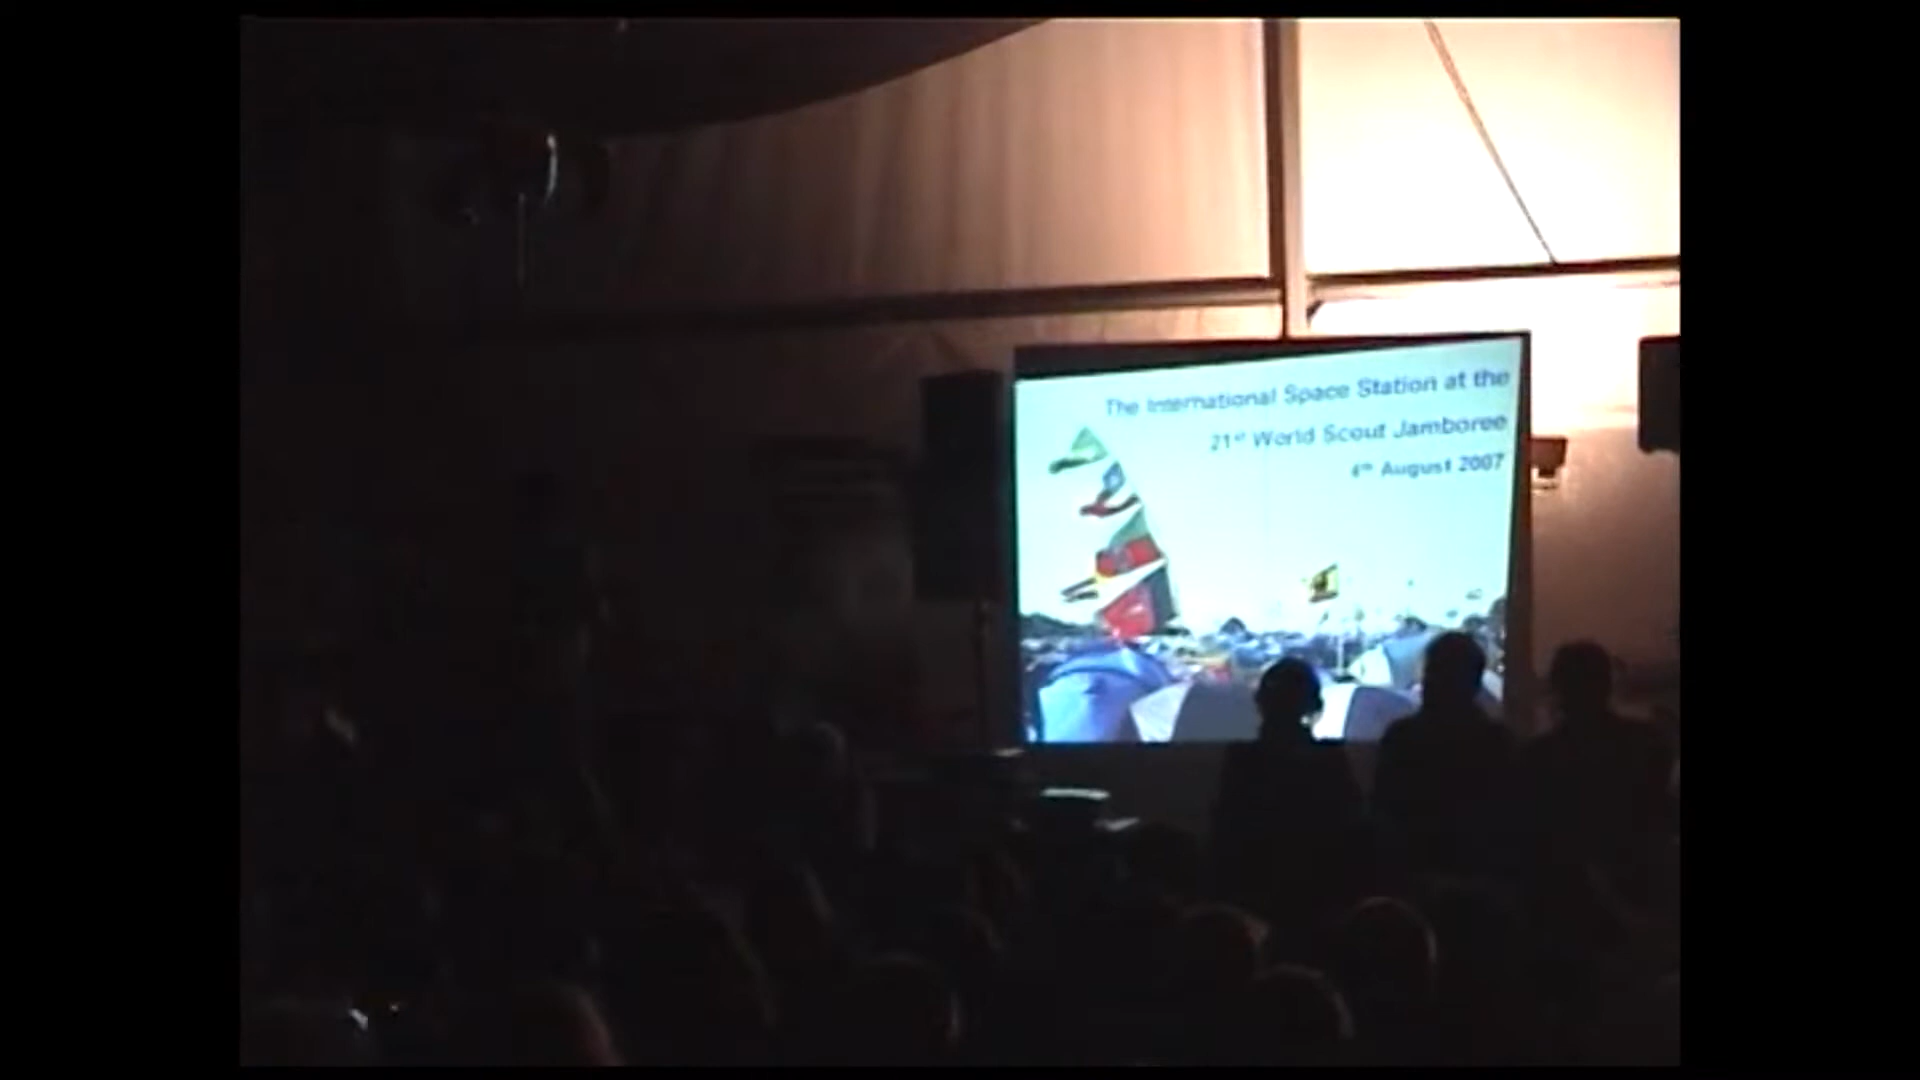 The International Space Station at the
21st World Scout Jamboree
4th August 2007